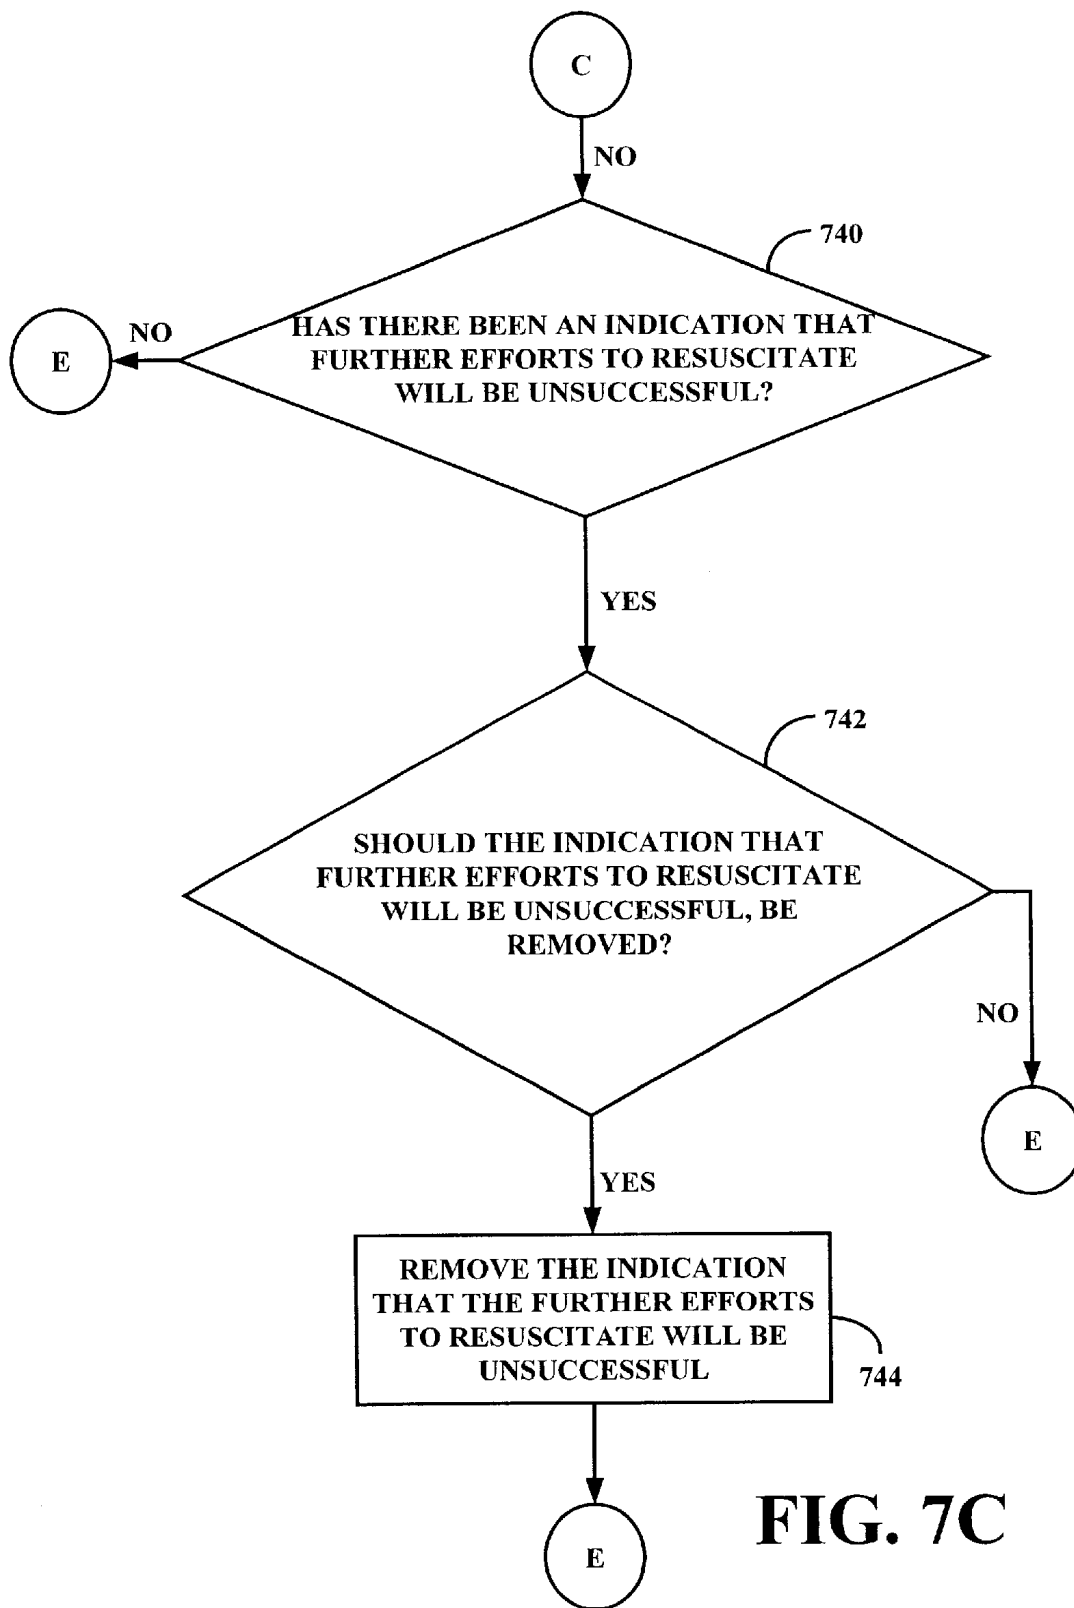 C
NO
740
HAS THERE BEEN AN INDICATION THAT
FURTHER EFFORTS TO RESUSCITATE
WILL BE UNSUCCESSFUL?
NO
E
YES
742
SHOULD THE INDICATION THAT
FURTHER EFFORTS TO RESUSCITATE
WILL BE UNSUCCESSFUL, BE
REMOVED?
NO
E
YES
REMOVE THE INDICATION
THAT THE FURTHER EFFORTS
TO RESUSCITATE WILL BE
UNSUCCESSFUL
744
E
FIG. 7C